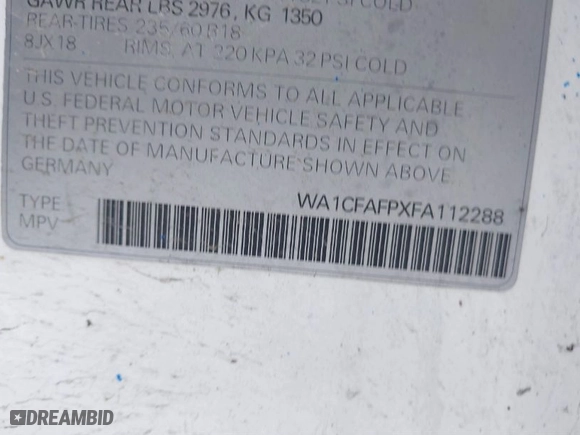 GAWR REAR LBS 2976, KG 1350
REAR-TIRES 235/60 R18
8JX18 RIMS, AT 220 KPA 32 PSI COLD
THIS VEHICLE CONFORMS TO ALL APPLICABLE
U.S. FEDERAL MOTOR VEHICLE SAFETY AND
THEFT PREVENTION STANDARDS IN EFFECT ON
THE DATE OF MANUFACTURE SHOWN ABOVE
GERMANY
WA1CFAFPXFA112288
TYPE
MPV
DREAMBID